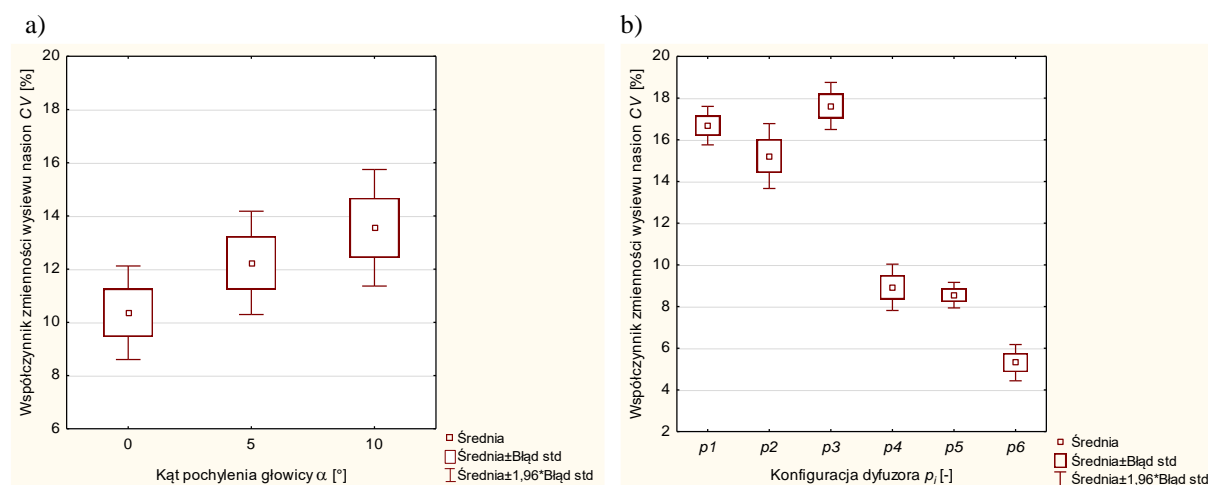 a)
20
18
16
14
12
10
8
6
Współczynnik zmienności wysiewu nasion CV [%]
0 5 10
Kąt pochylenia głowicy α [°]
Średnia
Średnia±Błąd std
Średnia±1,96*Błąd std
b)
20
18
16
14
12
10
8
6
4
2
Współczynnik zmienności wysiewu nasion CV [%]
p1 p2 p3 p4 p5 p6
Konfiguracja dyfuzora pi [-]
Średnia
Średnia±Błąd std
Średnia±1,96*Błąd std